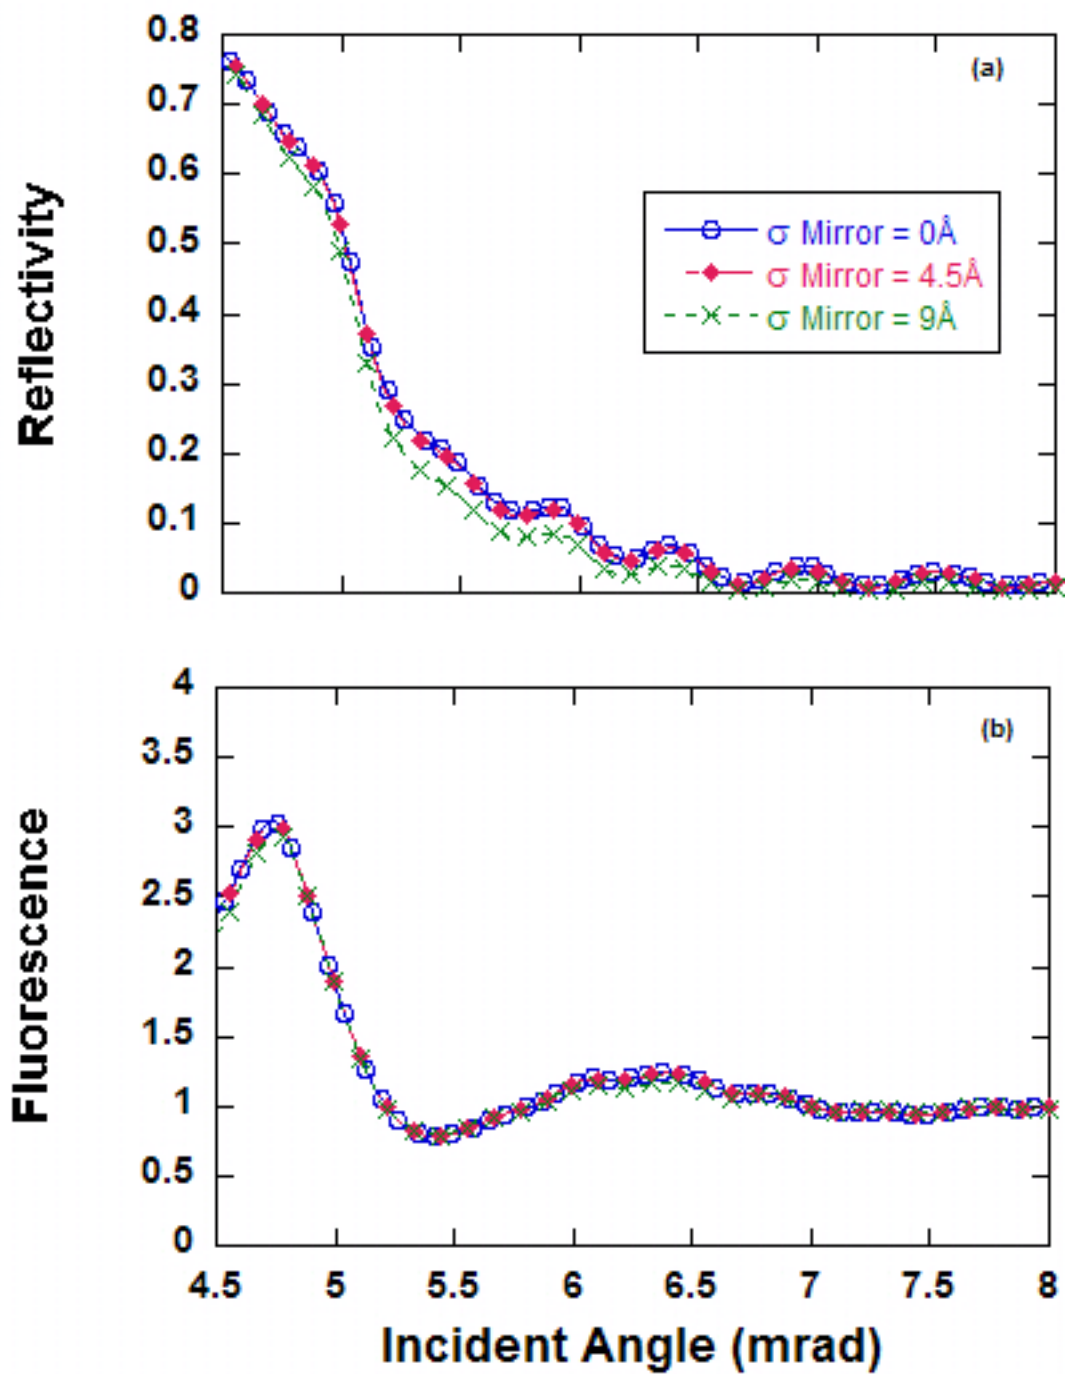 0.8
(a)
0.7
0.6
0.5
0.4
0.3
0.2
0.1
0
Reflectivity
σ Mirror = 0Å
σ Mirror = 4.5Å
σ Mirror = 9Å
4
(b)
3.5
3
2.5
2
1.5
1
0.5
0
Fluorescence
4.5 5 5.5 6 6.5 7 7.5 8
Incident Angle (mrad)